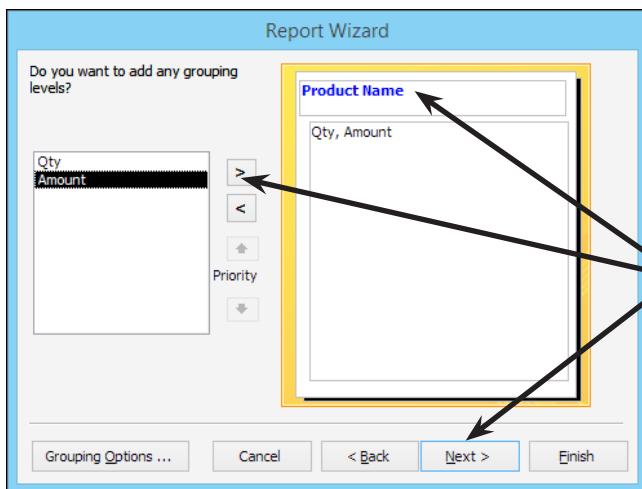 Report Wizard
Do you want to add any grouping
levels?
Product Name
Qty, Amount
Qty
Amount
>
<
Priority
Grouping Options ...
Cancel
< Back
Next >
Finish